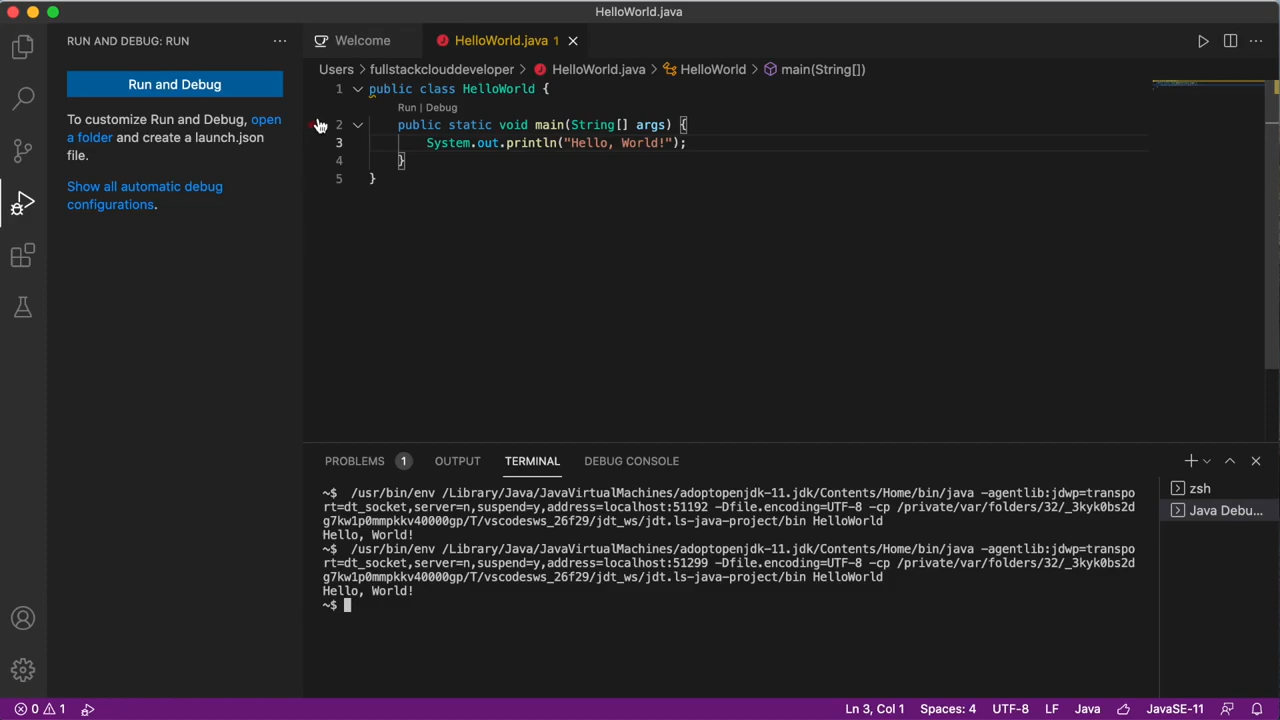 HelloWorld.java
RUN AND DEBUG: RUN
Run and Debug
To customize Run and Debug, open
a folder and create a launch.json
file.
Show all automatic debug
configurations.
Welcome
HelloWorld.java 1
Users > fullstackclouddeveloper > HelloWorld.java > HelloWorld > main(String[])
1 public class HelloWorld {
Run | Debug
2 public static void main(String[] args) {
3 System.out.println("Hello, World!");
4 }
5 }
PROBLEMS 1 OUTPUT TERMINAL DEBUG CONSOLE
~$ /usr/bin/env /Library/Java/JavaVirtualMachines/adoptopenjdk-11.jdk/Contents/Home/bin/java -agentlib:jdwp=transpo
rt=dt_socket,server=n,suspend=y,address=localhost:51192 -Dfile.encoding=UTF-8 -cp /private/var/folders/32/_3kyk0bs2d
g7kw1p0mmpkkv40000gp/T/vscodesws_26f29/jdt_ws/jdt.ls-java-project/bin HelloWorld
Hello, World!
~$ /usr/bin/env /Library/Java/JavaVirtualMachines/adoptopenjdk-11.jdk/Contents/Home/bin/java -agentlib:jdwp=transpo
rt=dt_socket,server=n,suspend=y,address=localhost:51299 -Dfile.encoding=UTF-8 -cp /private/var/folders/32/_3kyk0bs2d
g7kw1p0mmpkkv40000gp/T/vscodesws_26f29/jdt_ws/jdt.ls-java-project/bin HelloWorld
Hello, World!
~$
zsh
Java Debu...
0 1
Ln 3, Col 1 Spaces: 4 UTF-8 LF Java JavaSE-11